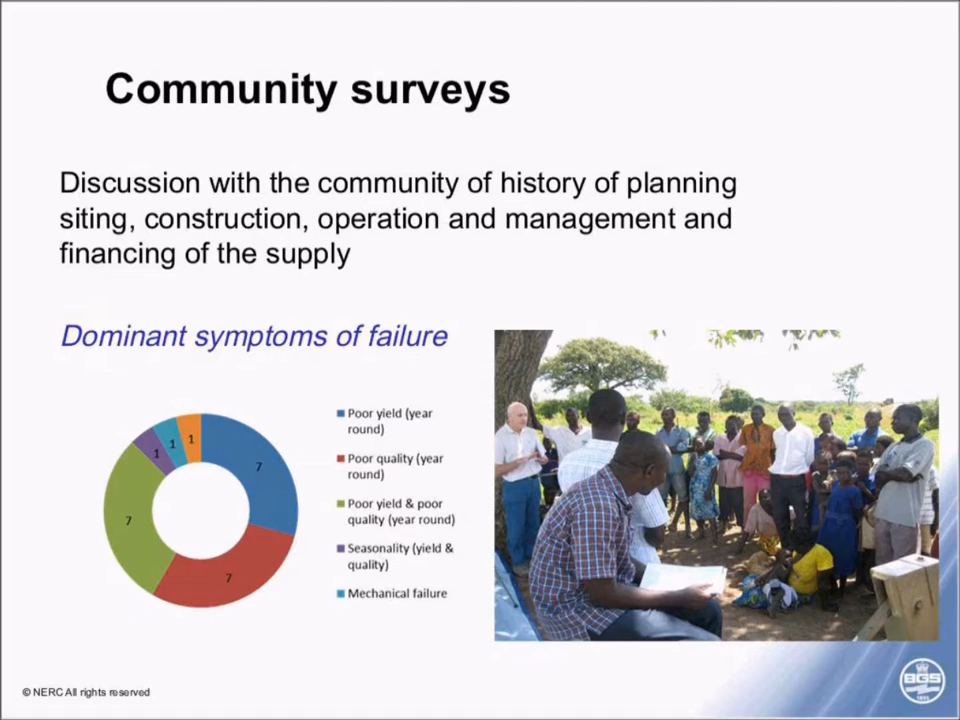 Community surveys
Discussion with the community of history of planning
siting, construction, operation and management and
financing of the supply
Dominant symptoms of failure
7
7
7
1
1
1
Poor yield (year
round)
Poor quality (year
round)
Poor yield & poor
quality (year round)
Seasonality (yield &
quality)
Mechanical failure
© NERC All rights reserved
BGS